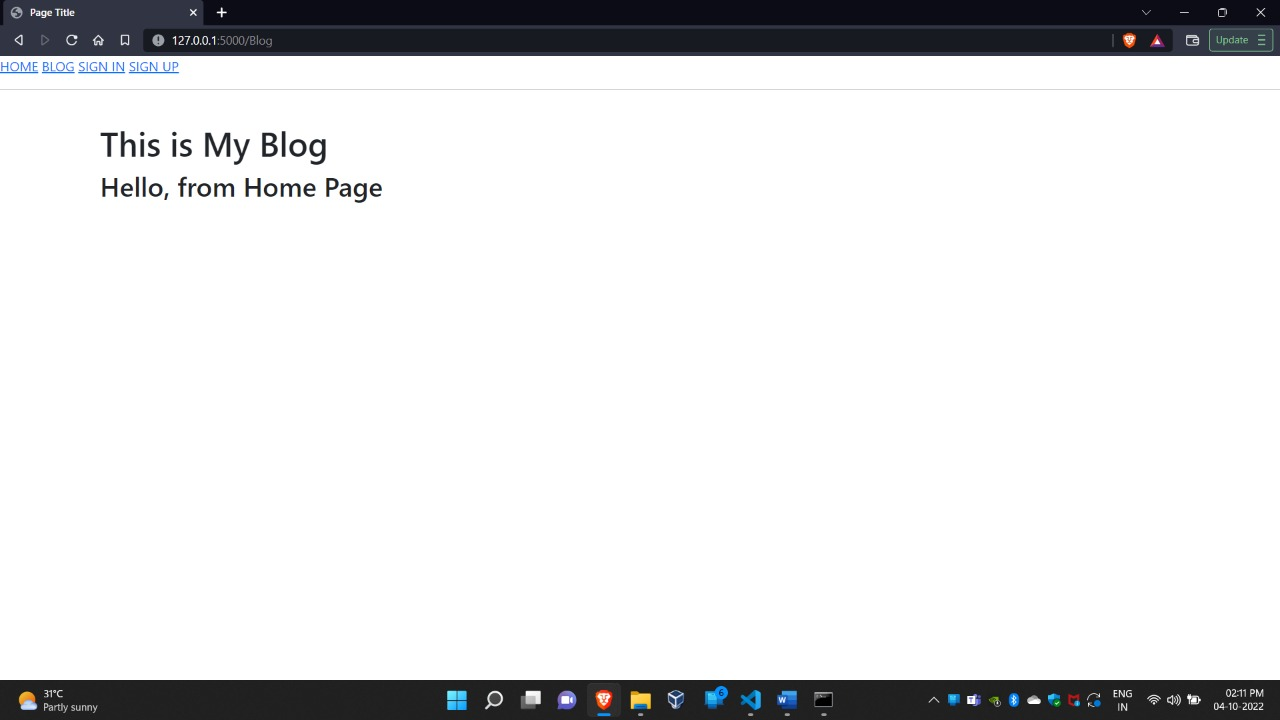 Page Title
127.0.0.1:5000/Blog
Update
HOME BLOG SIGN IN SIGN UP
This is My Blog
Hello, from Home Page
31°C
Partly sunny
6
ENG
IN
02:11 PM
04-10-2022